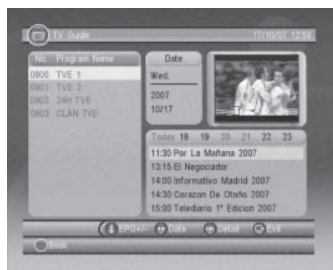 TV Guide 17/10/07 12:59
No. Program Name
0800 TVE 1
0801 TVE 2
0802 24H TVE
0803 CLAN TVE
Date
Wed.
2007
10/17
Today 18 19 20 21 22 23
11:30 Por La Mañana 2007
13:15 El Negociador
14:00 Informativo Madrid 2007
14:30 Corazon De Otoño 2007
15:00 Telediario 1ª Edicion 2007
EPG+/- Date Detail Exit
Book